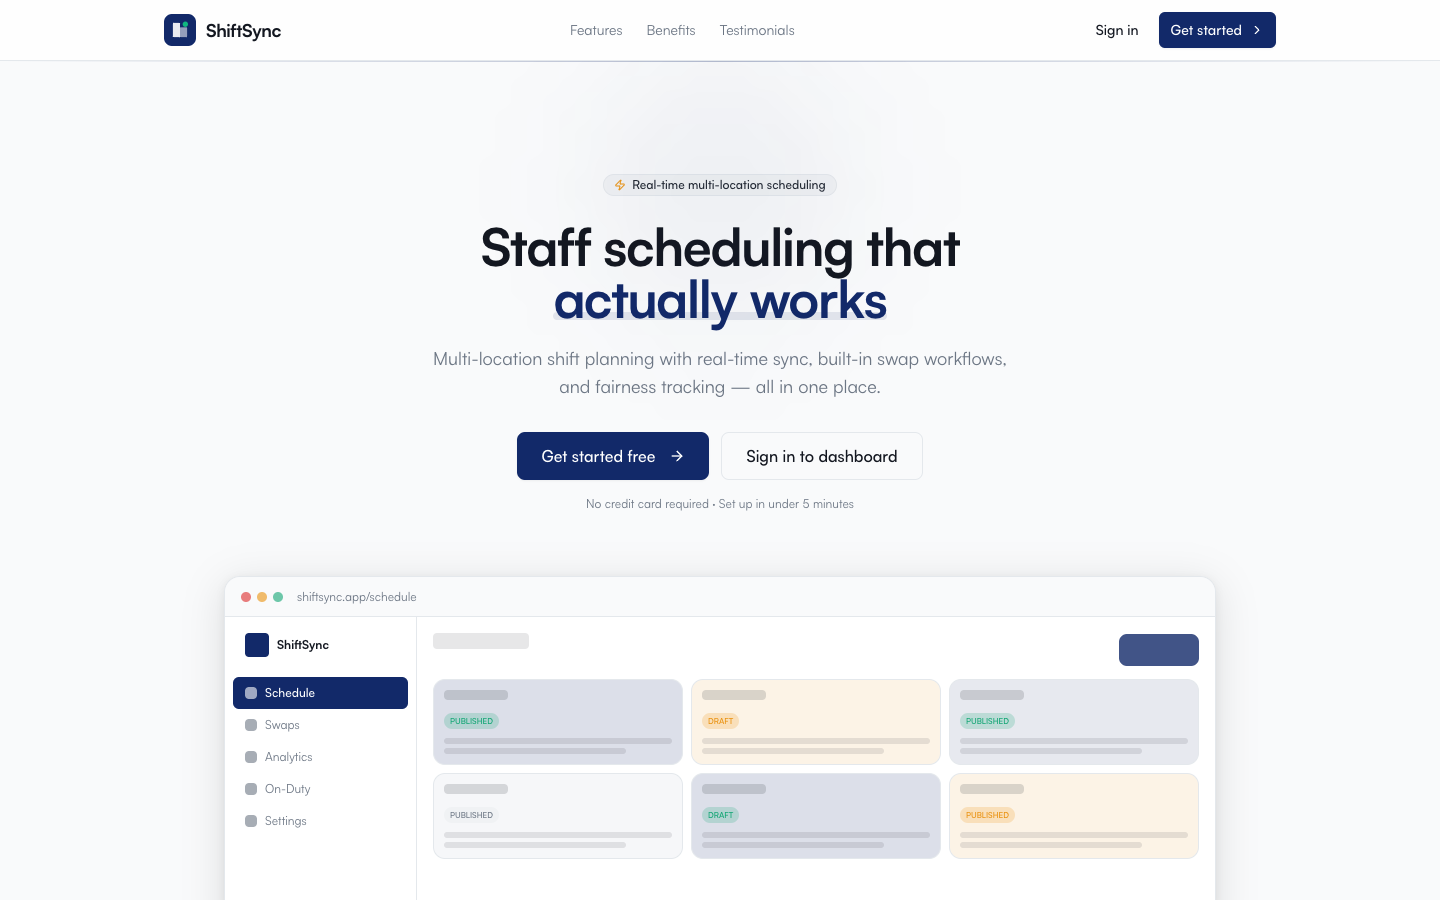 ShiftSync
Features
Benefits
Testimonials
Sign in
Get started
Real-time multi-location scheduling
Staff scheduling that
actually works
Multi-location shift planning with real-time sync, built-in swap workflows,
and fairness tracking — all in one place.
Get started free
Sign in to dashboard
No credit card required · Set up in under 5 minutes
shiftsync.app/schedule
ShiftSync
Schedule
Swaps
Analytics
On-Duty
Settings
PUBLISHED
DRAFT
PUBLISHED
PUBLISHED
DRAFT
PUBLISHED